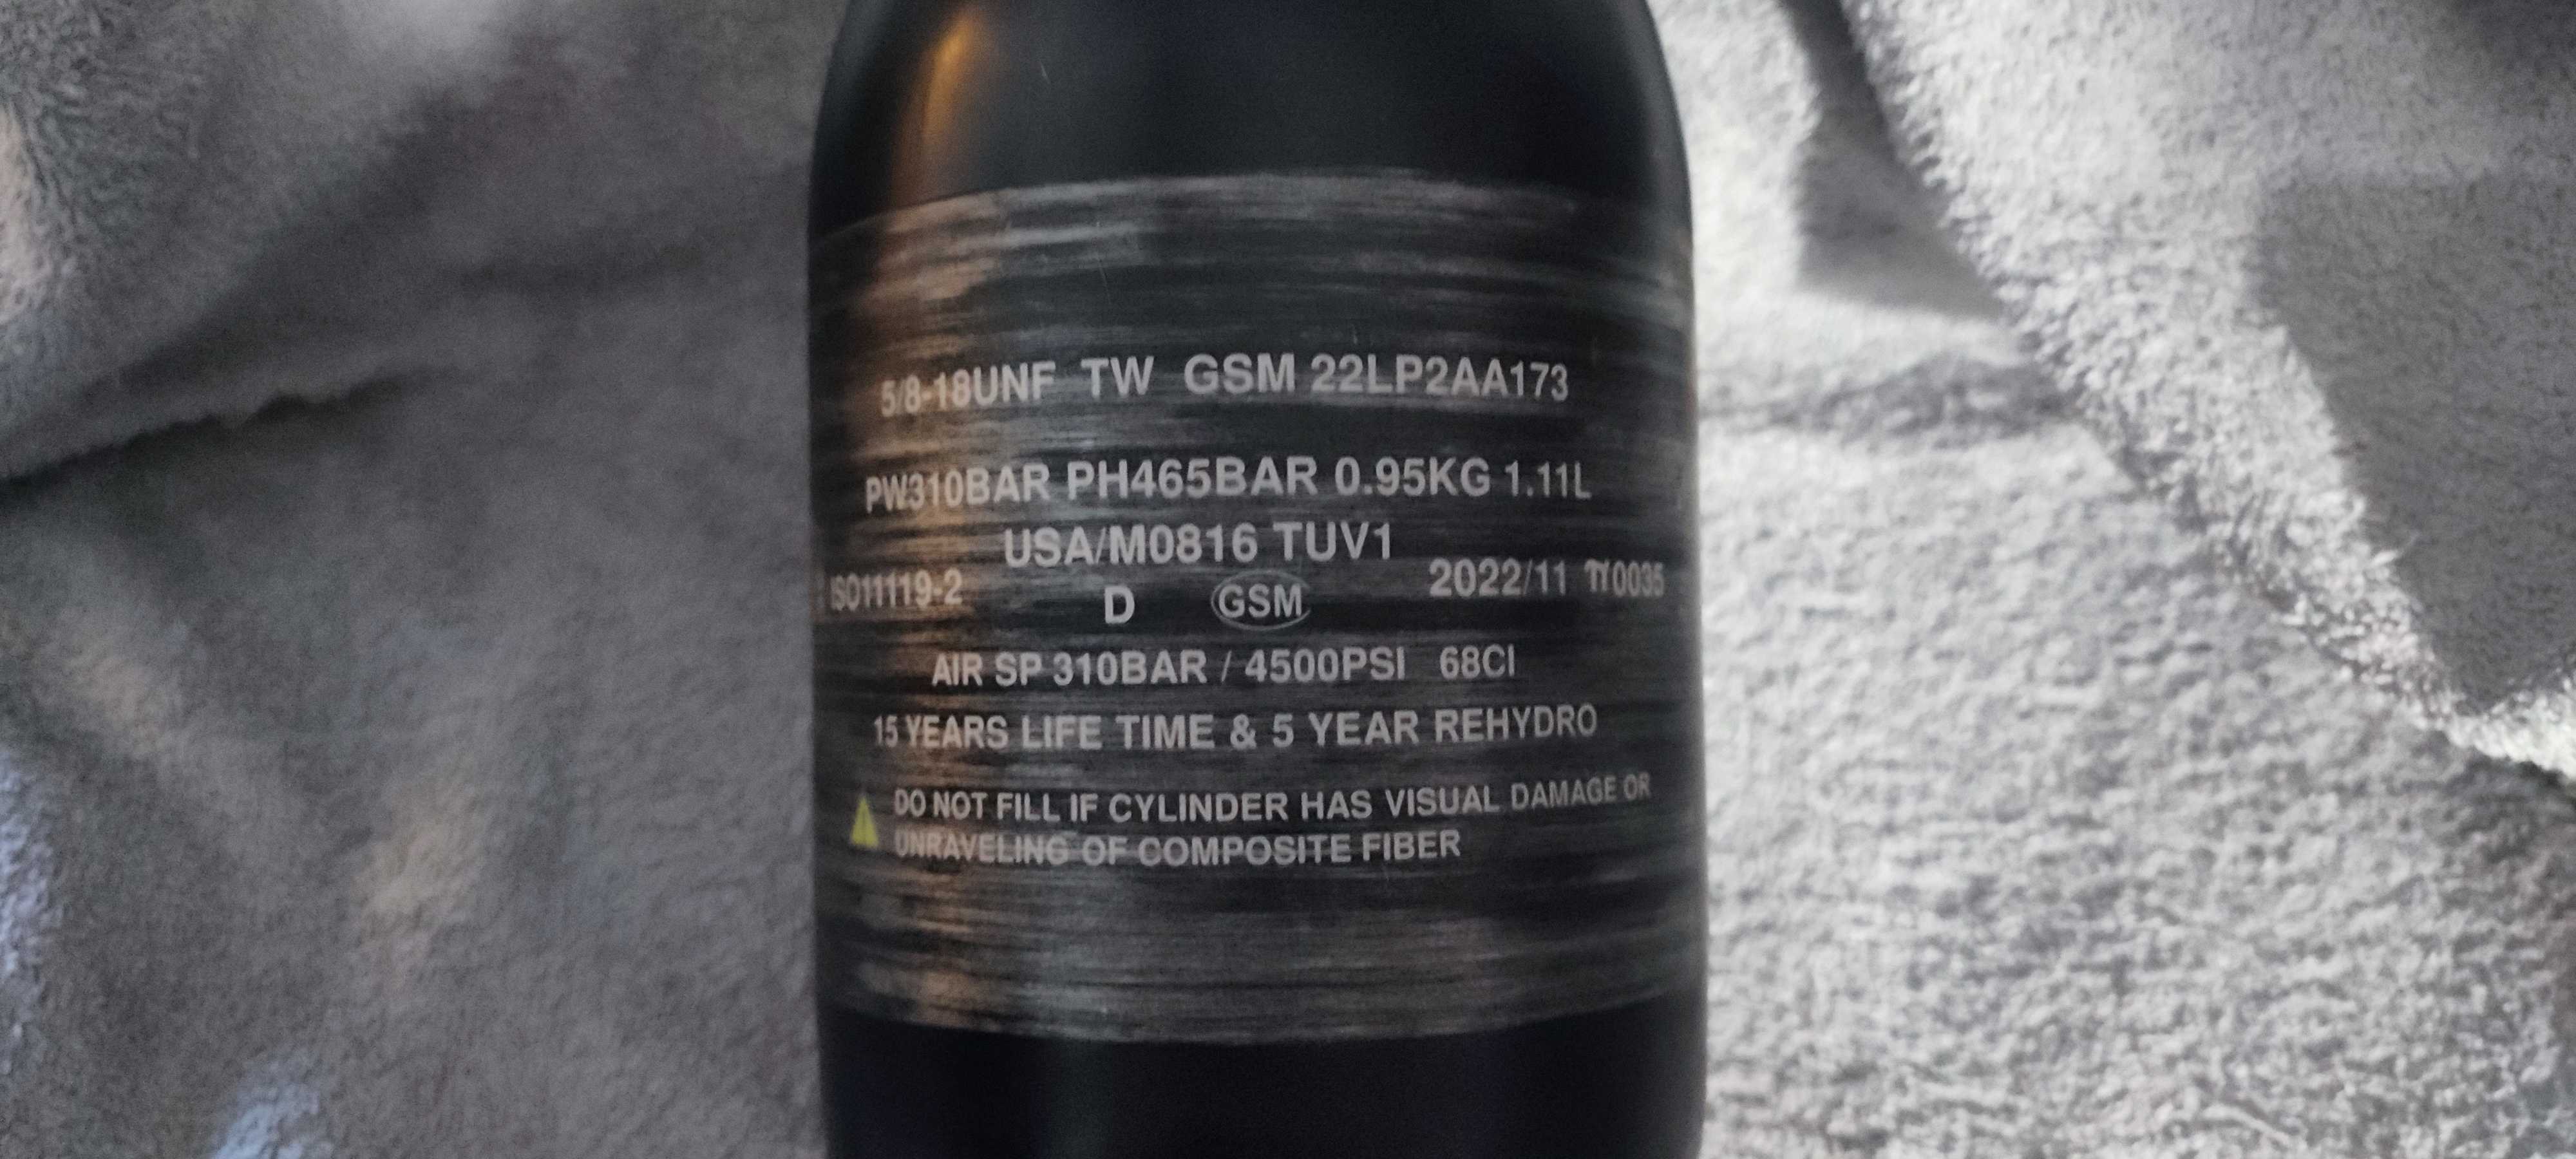 5/8-18UNF TW GSM 22LP2AA173
PW310BAR PH465BAR 0.95KG 1.11L
USA/M0816 TUV1
ISO11119-2 D GSM 2022/11 π0035
AIR SP 310BAR / 4500PSI 68CI
15 YEARS LIFE TIME & 5 YEAR REHYDRO
DO NOT FILL IF CYLINDER HAS VISUAL DAMAGE OR
UNRAVELING OF COMPOSITE FIBER